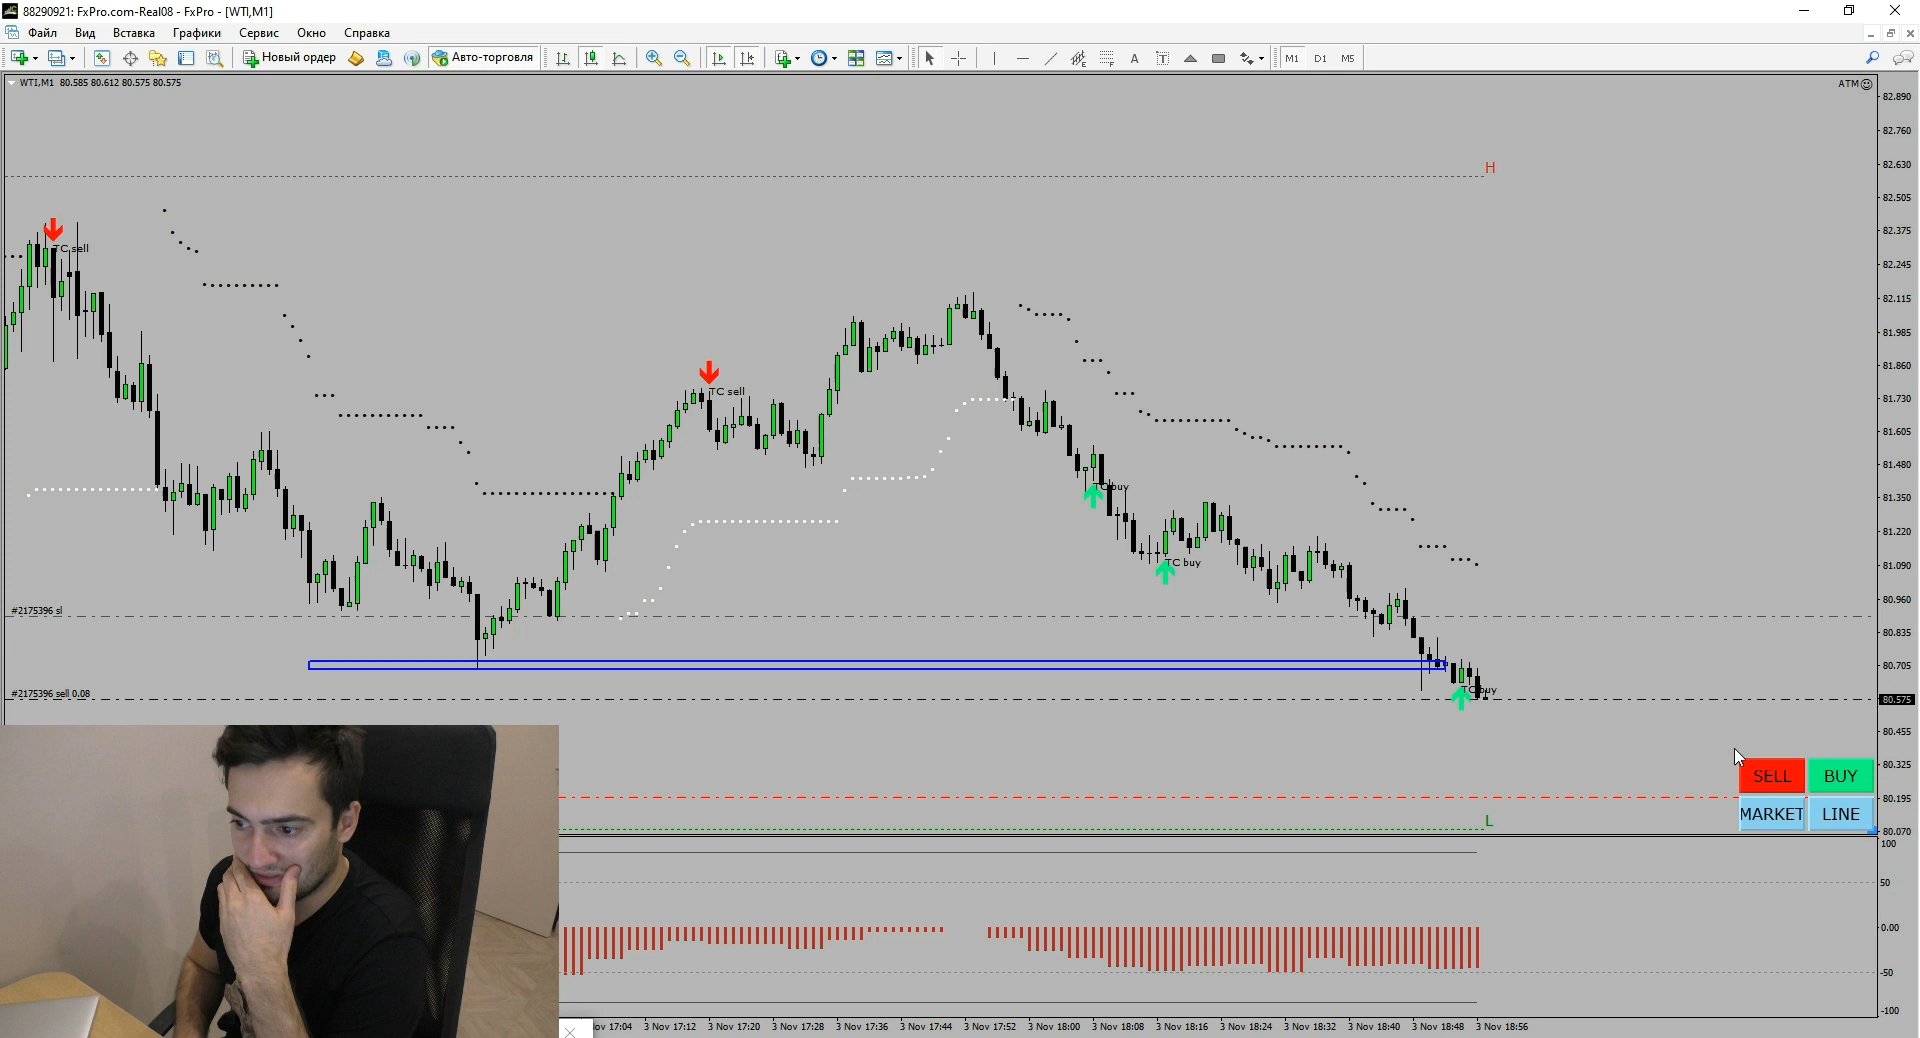 88290921: FxPro.com-Real08 - FxPro - [WTI,M1]
Файл Вид Вставка Графики Сервис Окно Справка
Новый ордер Авто-торговля A T M1 D1 M5
WTI,M1 80.585 80.612 80.575 80.575
ATM
82.890
82.760
H
82.630
82.505
82.375
TC sell
82.245
82.115
81.985
81.860
TC sell
81.730
81.605
81.480
TC buy
81.350
81.220
TC buy
81.090
80.960
#2175396 sl
80.835
80.705
#2175396 sell 0.08
TC buy
80.575
80.455
80.325
SELL BUY
80.195
MARKET LINE
L
80.070
100
50
0.00
-50
-100
ov 17:04 3 Nov 17:12 3 Nov 17:20 3 Nov 17:28 3 Nov 17:36 3 Nov 17:44 3 Nov 17:52 3 Nov 18:00 3 Nov 18:08 3 Nov 18:16 3 Nov 18:24 3 Nov 18:32 3 Nov 18:40 3 Nov 18:48 3 Nov 18:56